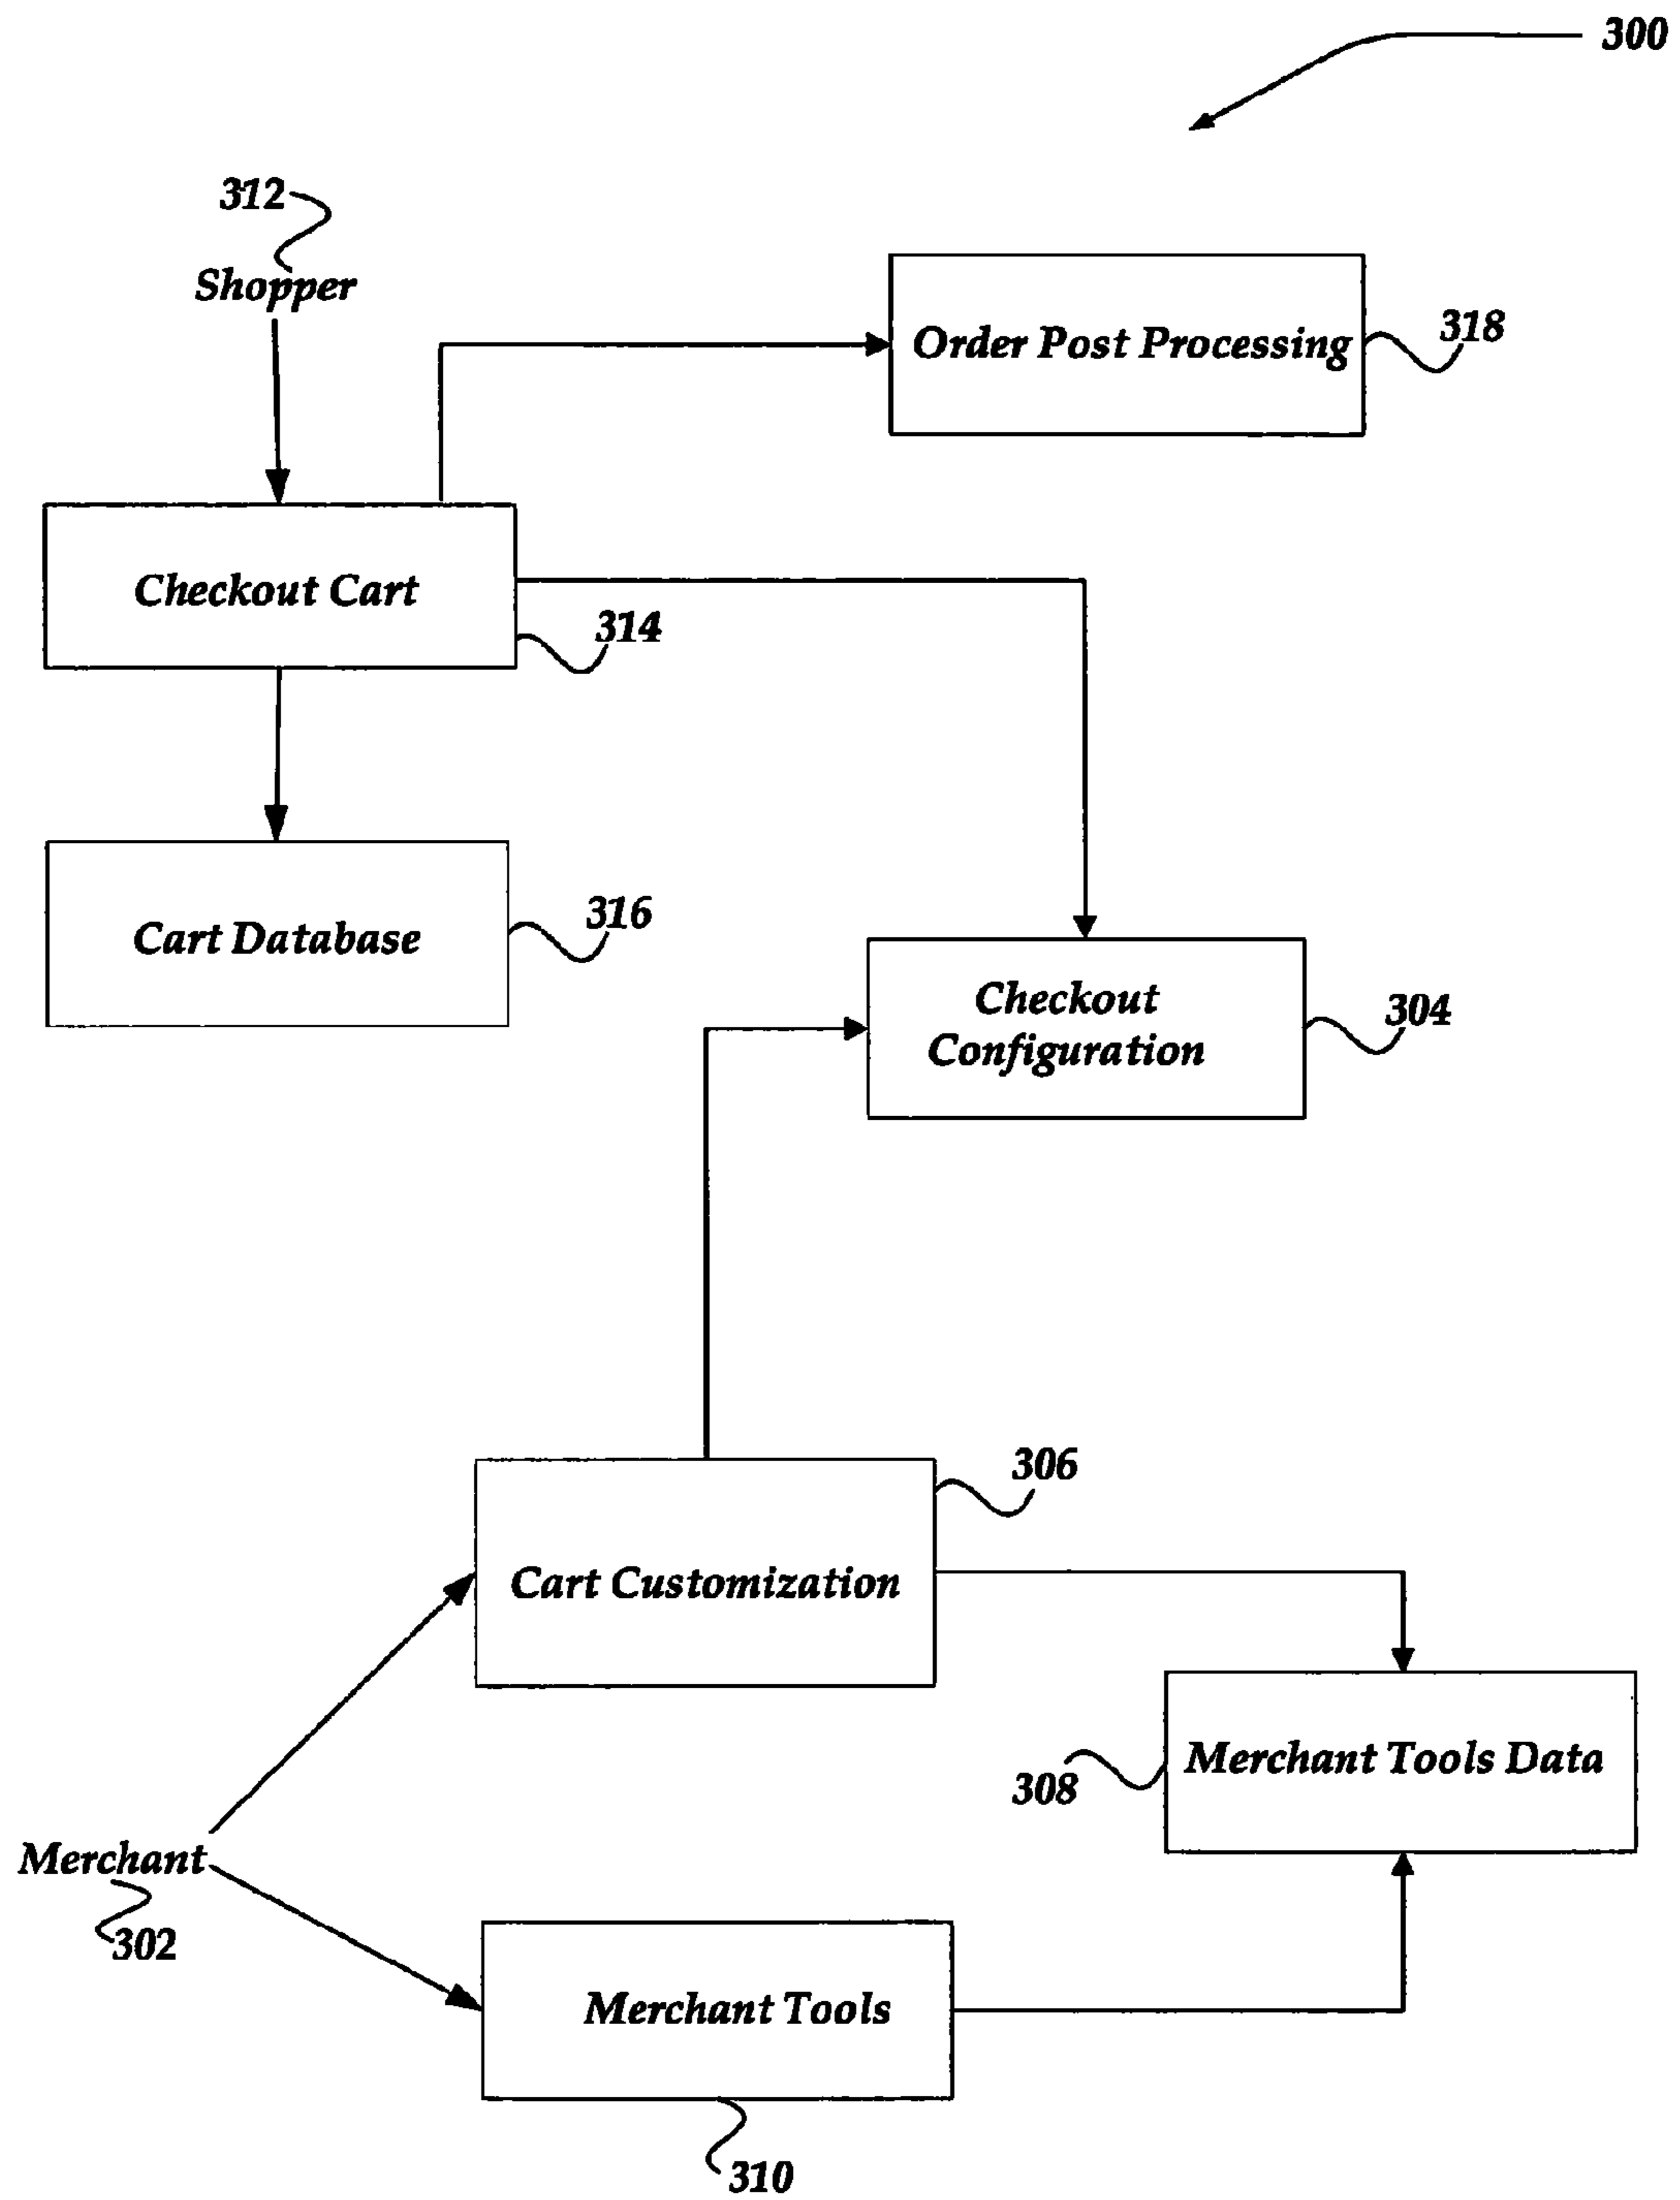 300
312
Shopper
Order Post Processing
318
Checkout Cart
314
Cart Database
316
Checkout
Configuration
304
306
Cart Customization
Merchant Tools Data
308
Merchant
302
Merchant Tools
310